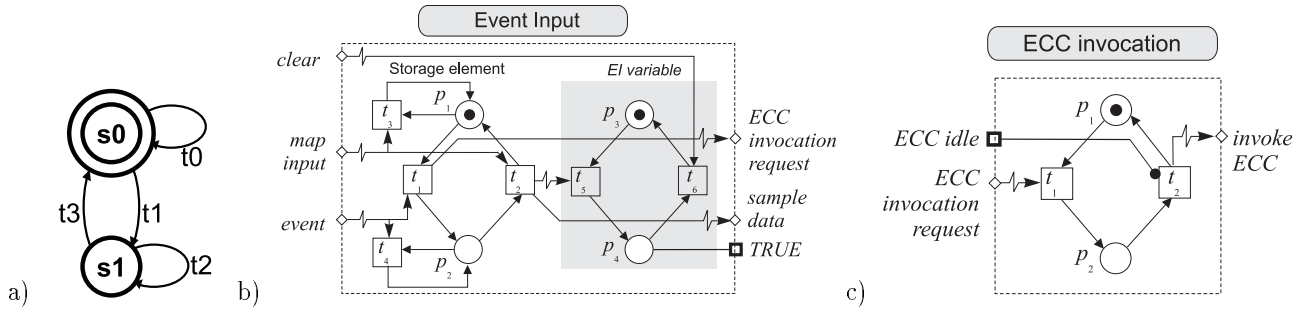 a)
s0
t0
t3
t1
s1
t2
b)
Event Input
clear
Storage element
EI variable
p1
t3
p3
ECC
invocation
request
map
input
t1
t2
t5
t6
sample
data
event
t4
p2
p4
TRUE
c)
ECC invocation
p1
ECC idle
invoke
ECC
ECC
invocation
request
t1
t2
p2